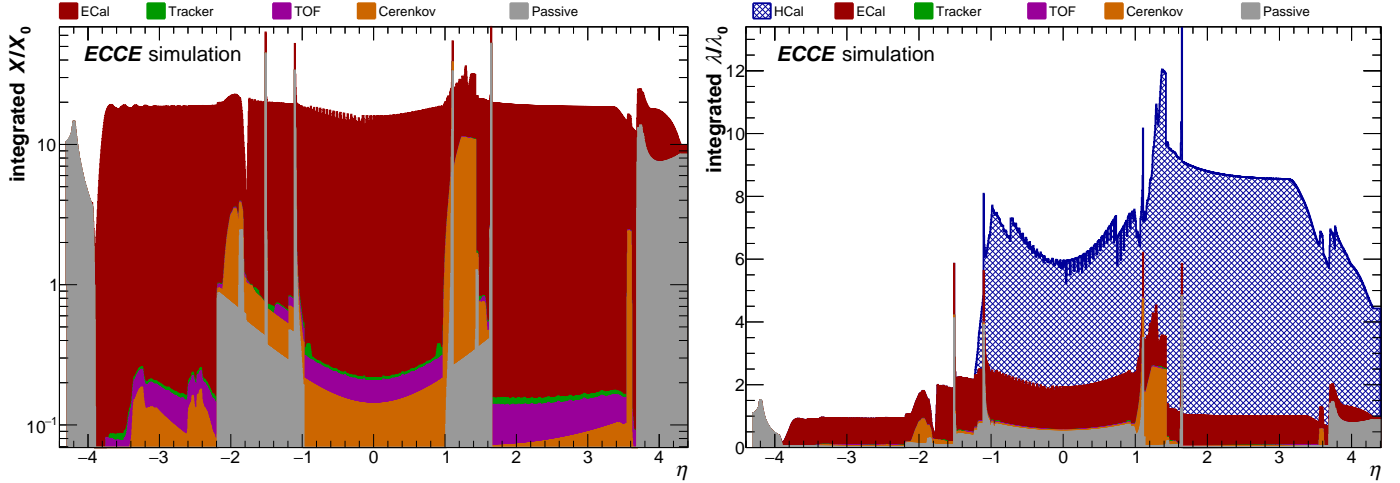 ECal Tracker TOF Cerenkov Passive
ECCE simulation
integrated X/X₀
10
1
10⁻¹
−4 −3 −2 −1 0 1 2 3 4
η
HCal ECal Tracker TOF Cerenkov Passive
ECCE simulation
integrated λ/λ₀
12
10
8
6
4
2
0
−4 −3 −2 −1 0 1 2 3 4
η